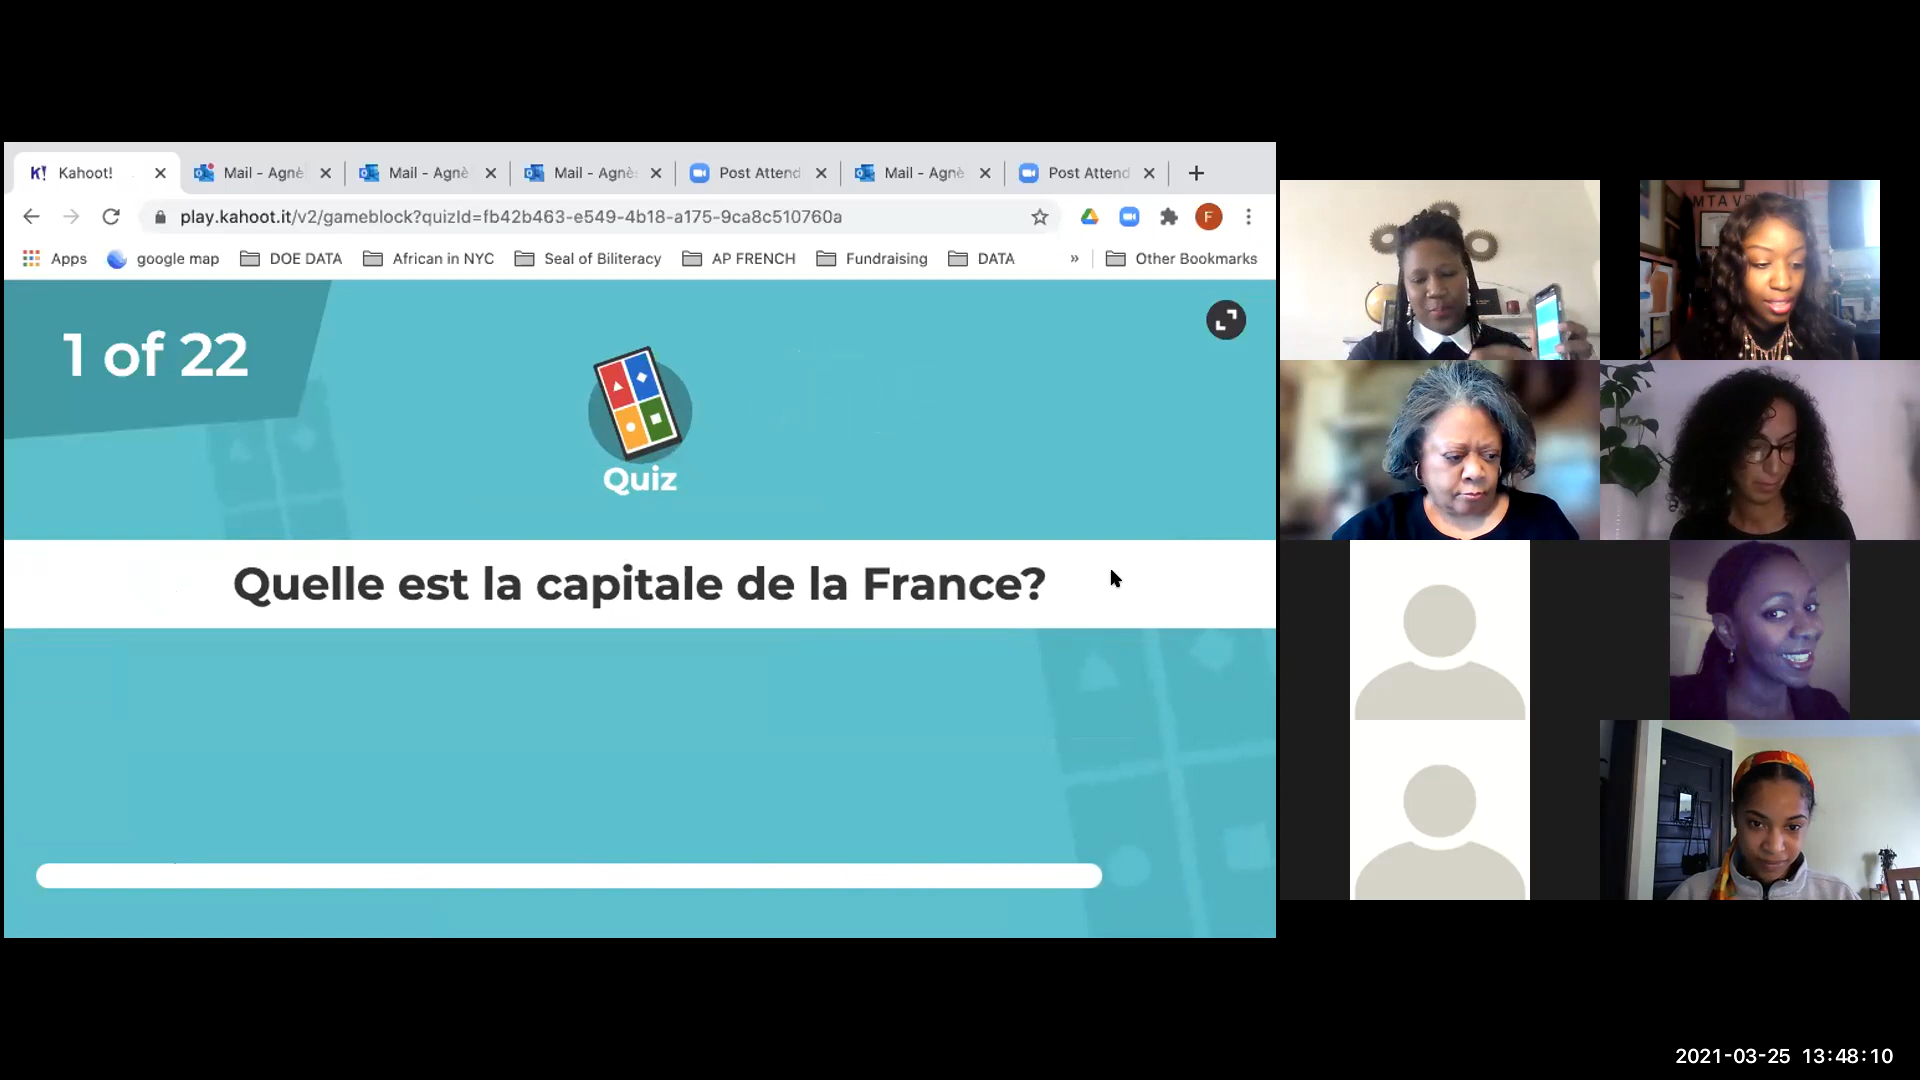 K! Kahoot!
Mail - Agnè
Mail - Agnè
Mail - Agnè
Post Attend
Mail - Agnè
Post Attend
play.kahoot.it/v2/gameblock?quizId=fb42b463-e549-4b18-a175-9ca8c510760a
F
Apps
google map
DOE DATA
African in NYC
Seal of Biliteracy
AP FRENCH
Fundraising
DATA
»
Other Bookmarks
1 of 22
Quiz
Quelle est la capitale de la France?
MTA
2021-03-25 13:48:10